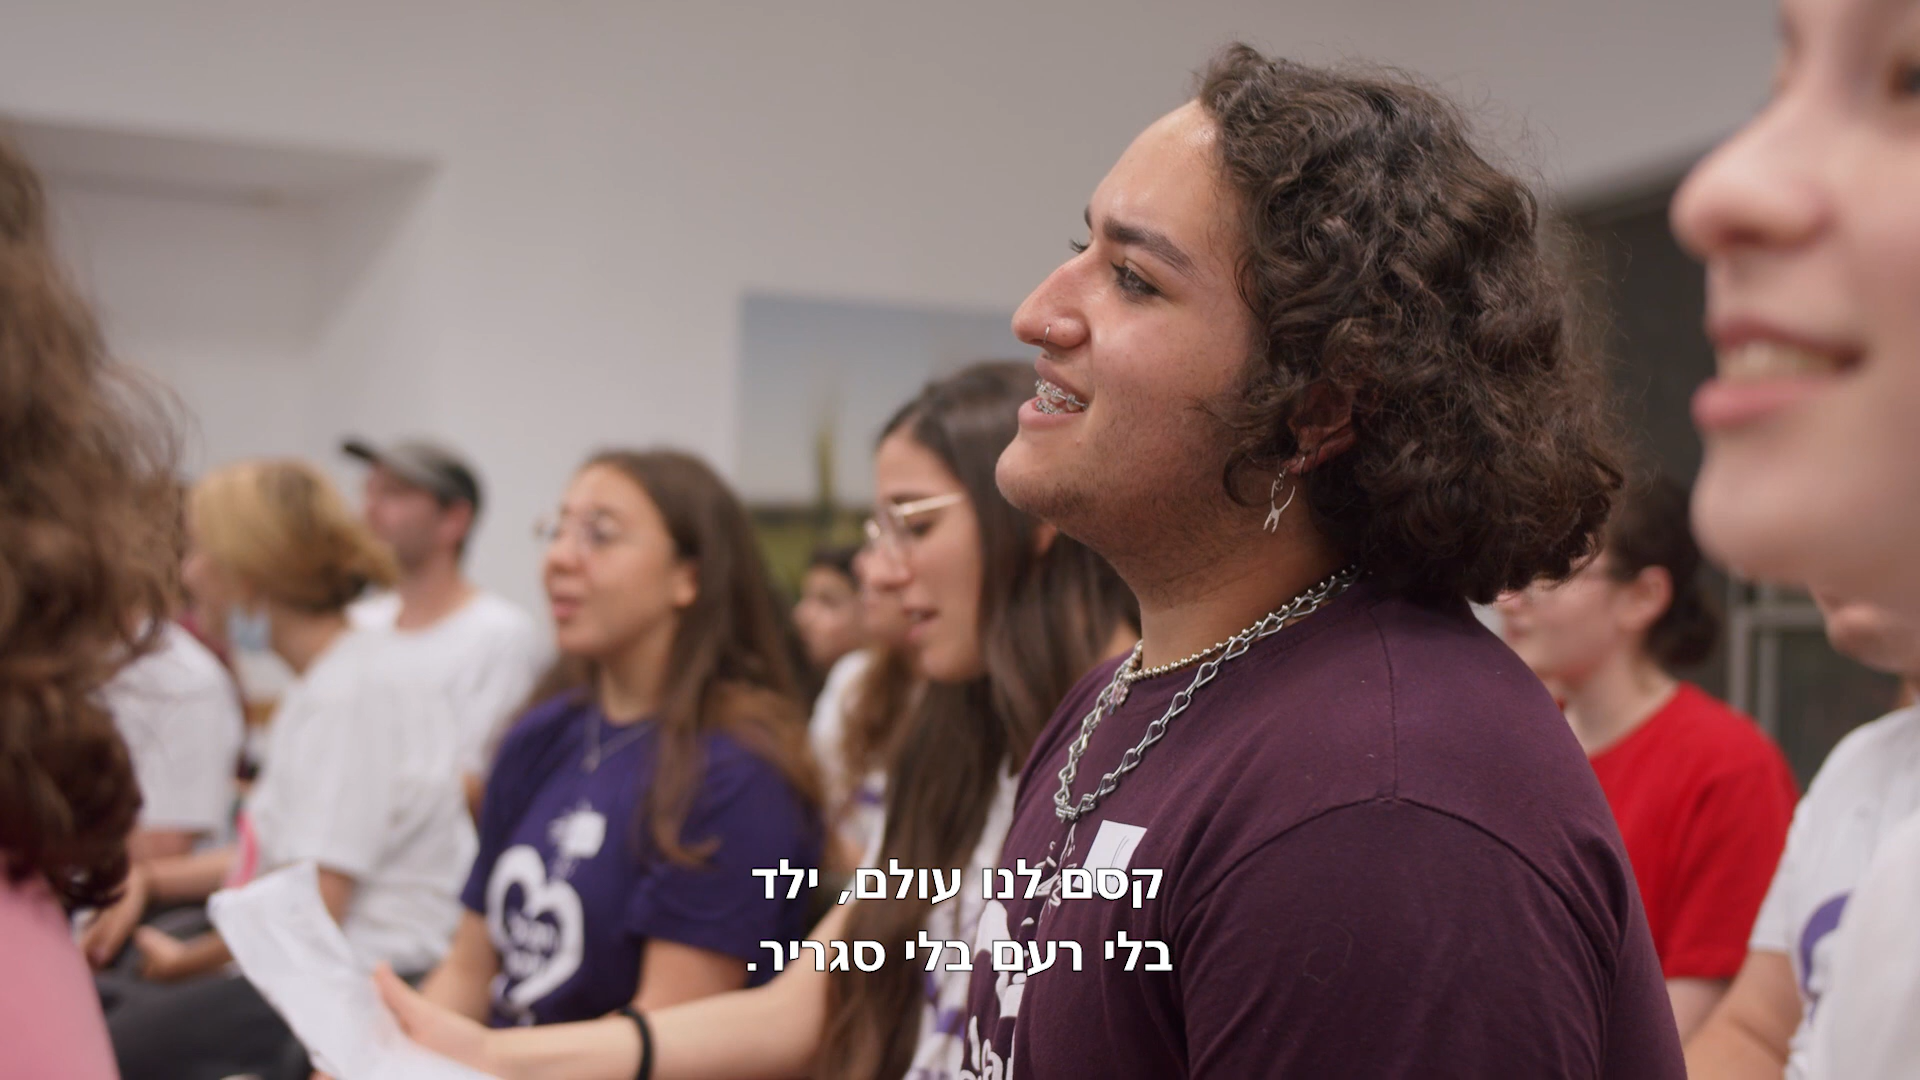 קסם לנו עולם, ילד
בלי רעם בלי סגריר.